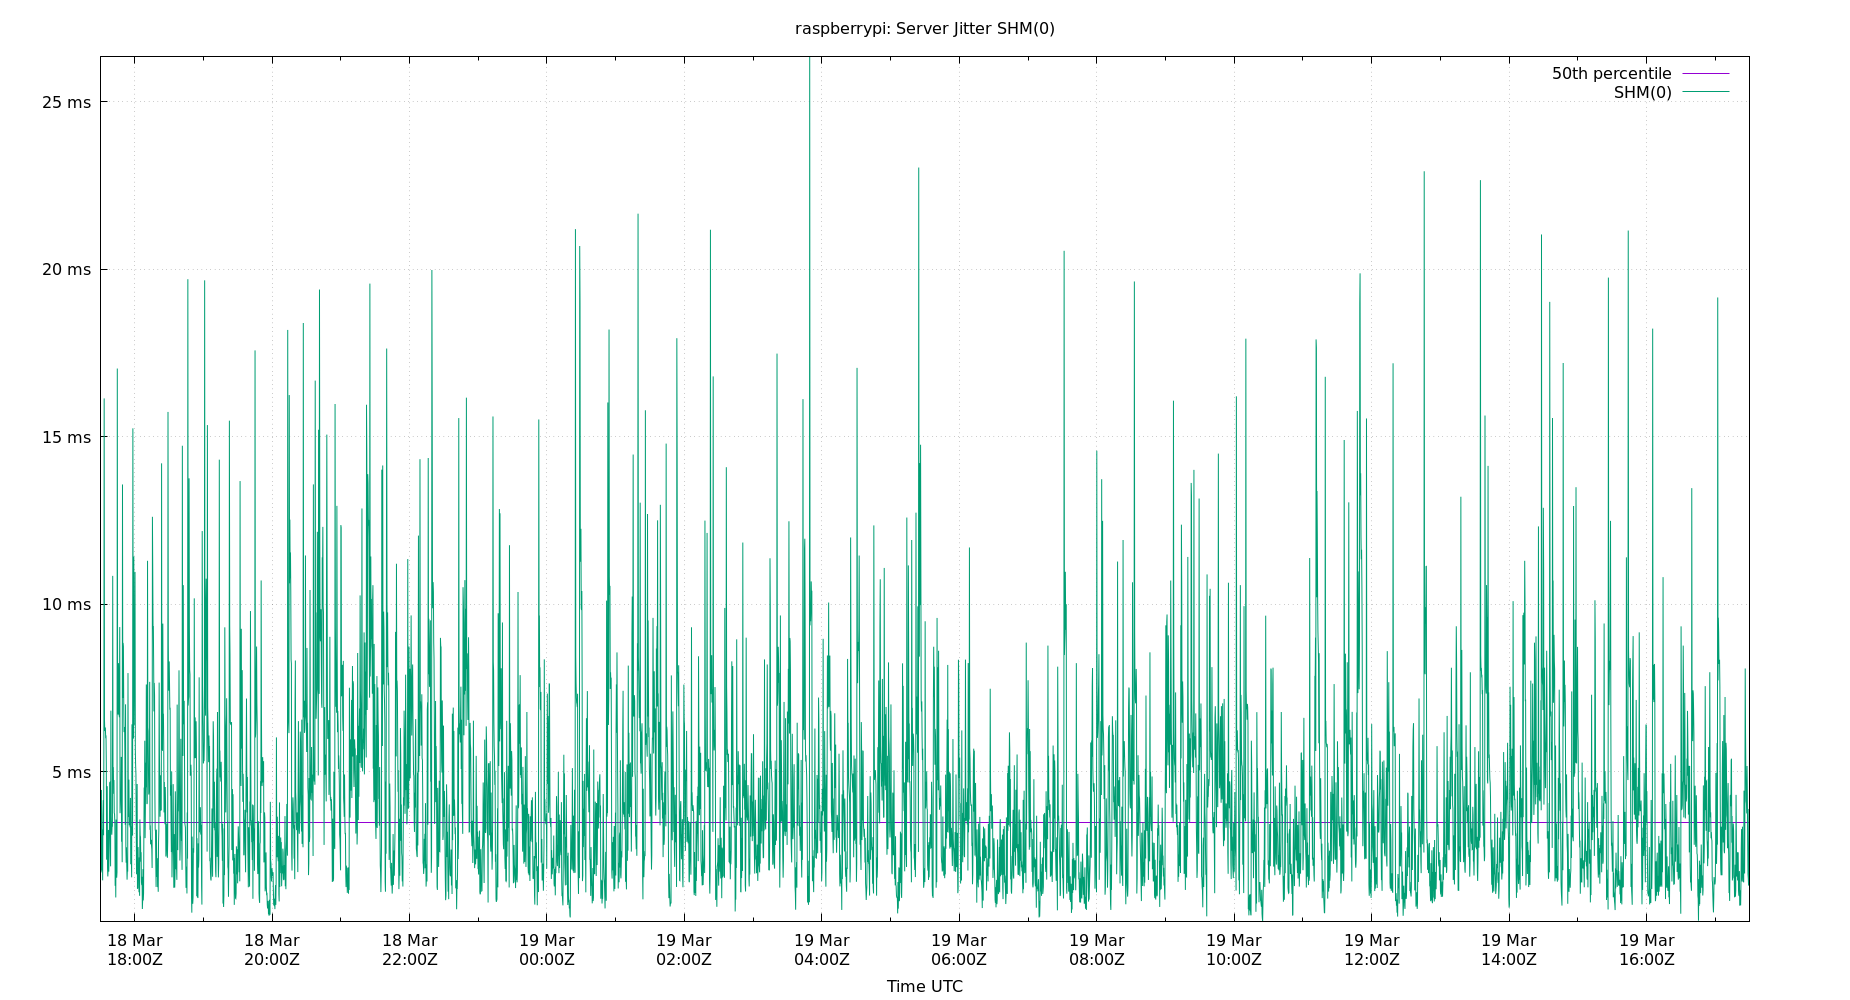 raspberrypi: Server Jitter SHM(0)
50th percentile
SHM(0)
25 ms
20 ms
15 ms
10 ms
5 ms
18 Mar 18 Mar 18 Mar 19 Mar 19 Mar 19 Mar 19 Mar 19 Mar 19 Mar 19 Mar 19 Mar 19 Mar
18:00Z 20:00Z 22:00Z 00:00Z 02:00Z 04:00Z 06:00Z 08:00Z 10:00Z 12:00Z 14:00Z 16:00Z
Time UTC